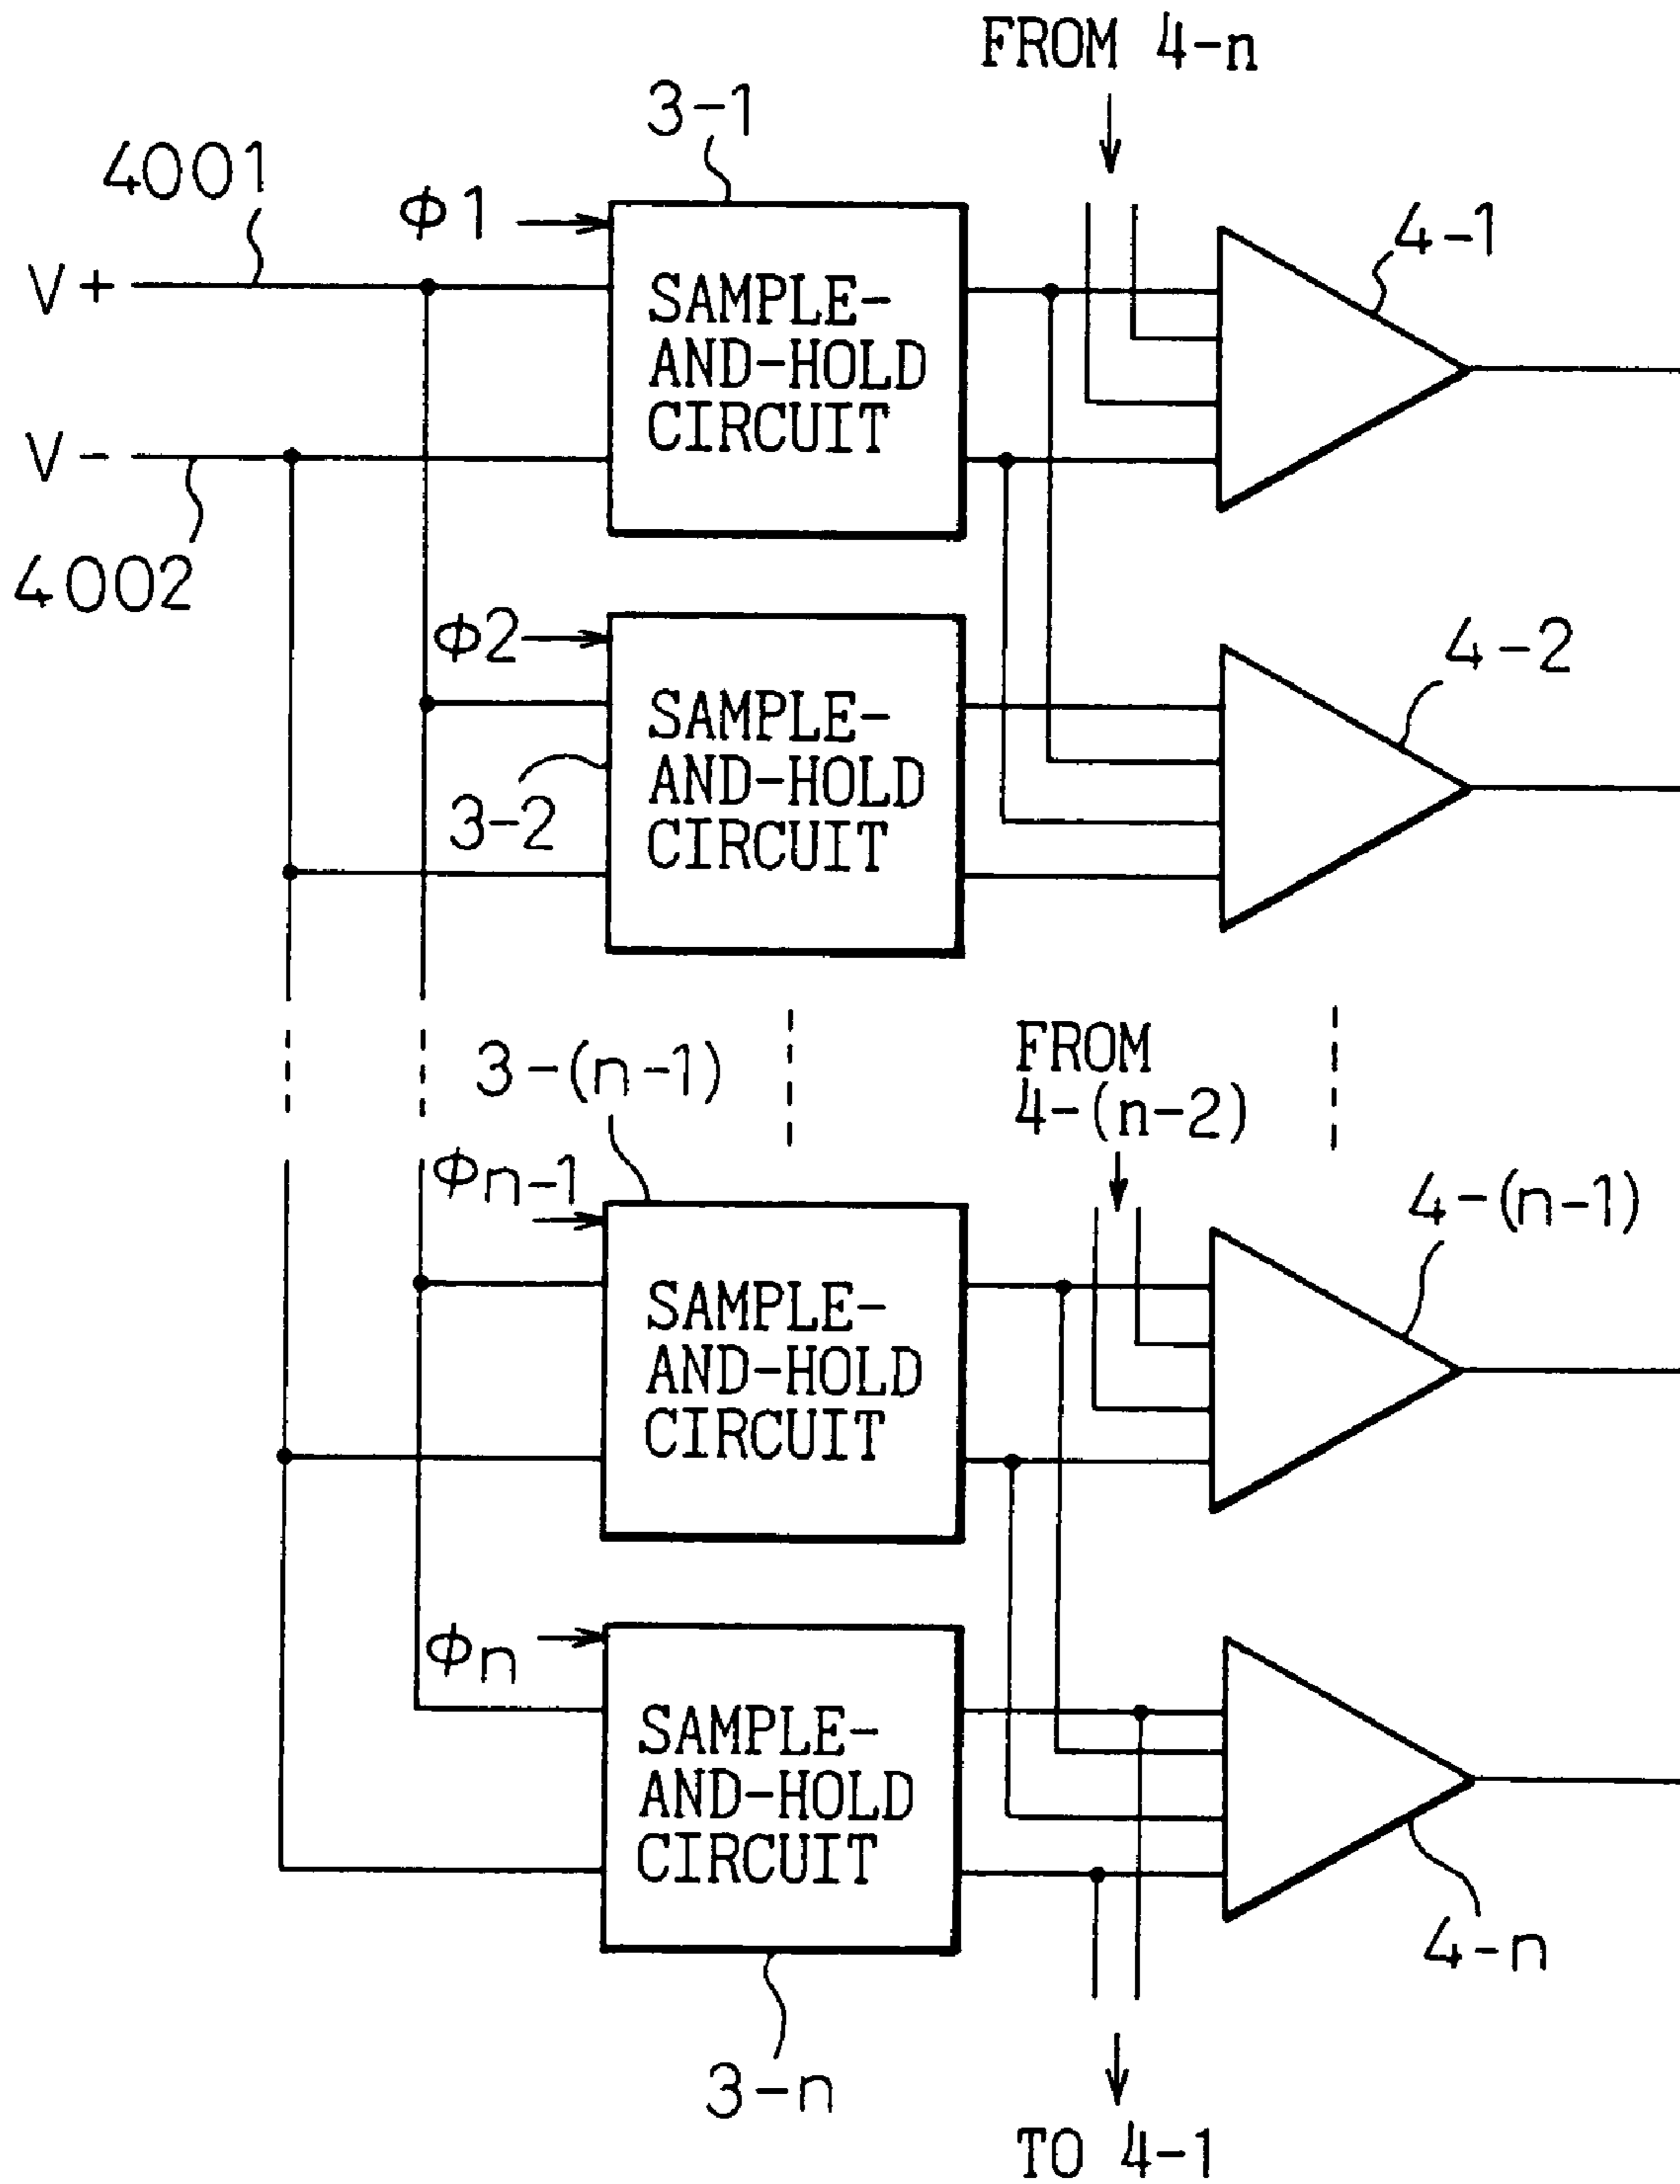 FROM 4-n
3-1
4001
Φ1
4-1
V+
SAMPLE-
AND-HOLD
CIRCUIT
V-
4002
Φ2
4-2
SAMPLE-
AND-HOLD
CIRCUIT
3-2
3-(n-1)
FROM
4-(n-2)
Φn-1
4-(n-1)
SAMPLE-
AND-HOLD
CIRCUIT
Φn
SAMPLE-
AND-HOLD
CIRCUIT
4-n
3-n
TO 4-1